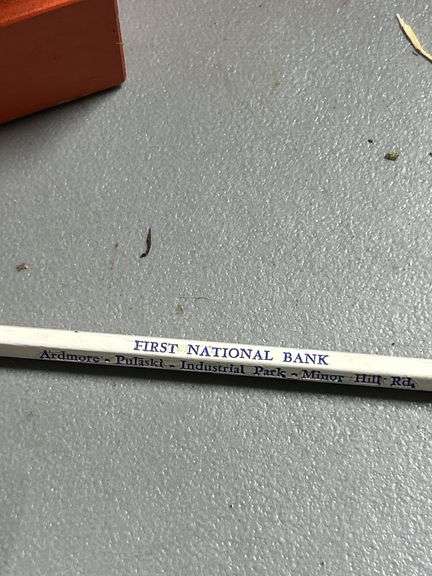 FIRST NATIONAL BANK
Ardmore - Pulaski - Industrial Park - Minor Hill Rd.